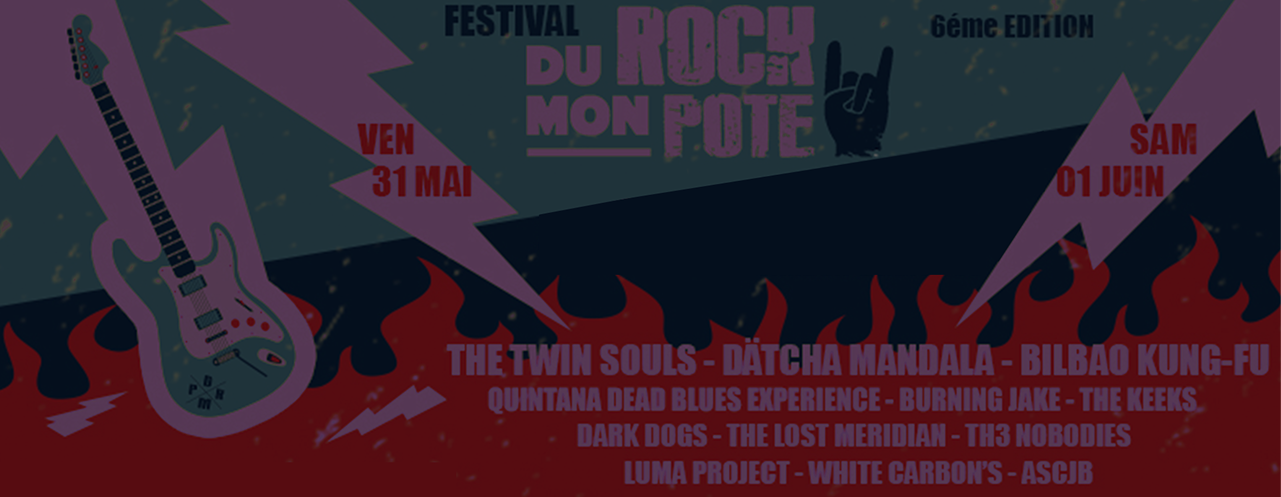 FESTIVAL
DU ROCK
MON POTE
6éme EDITION
VEN
31 MAI
SAM
01 JUIN
THE TWIN SOULS - DÄTCHA MANDALA - BILBAO KUNG-FU
QUINTANA DEAD BLUES EXPERIENCE - BURNING JAKE - THE KEEKS
DARK DOGS - THE LOST MERIDIAN - TH3 NOBODIES
LUMA PROJECT - WHITE CARBON'S - ASCJB